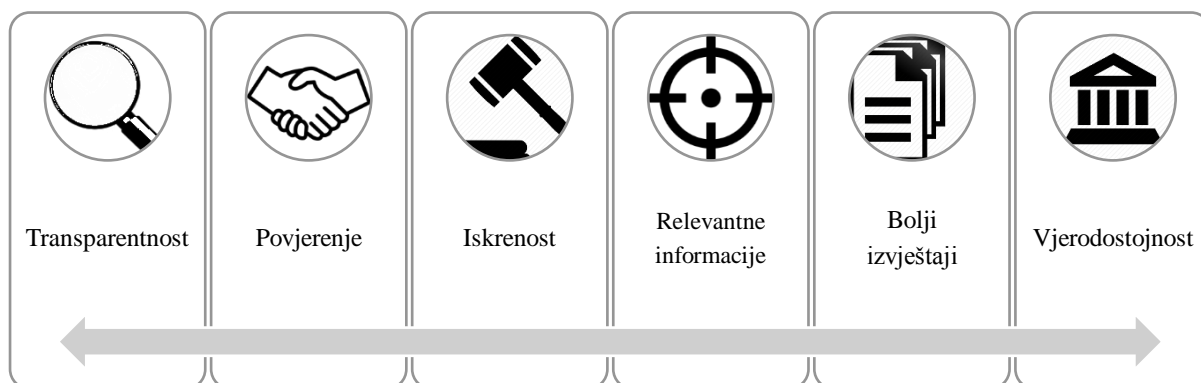 Transparentnost
Povjerenje
Iskrenost
Relevantne
informacije
Bolji
izvještaji
Vjerodostojnost